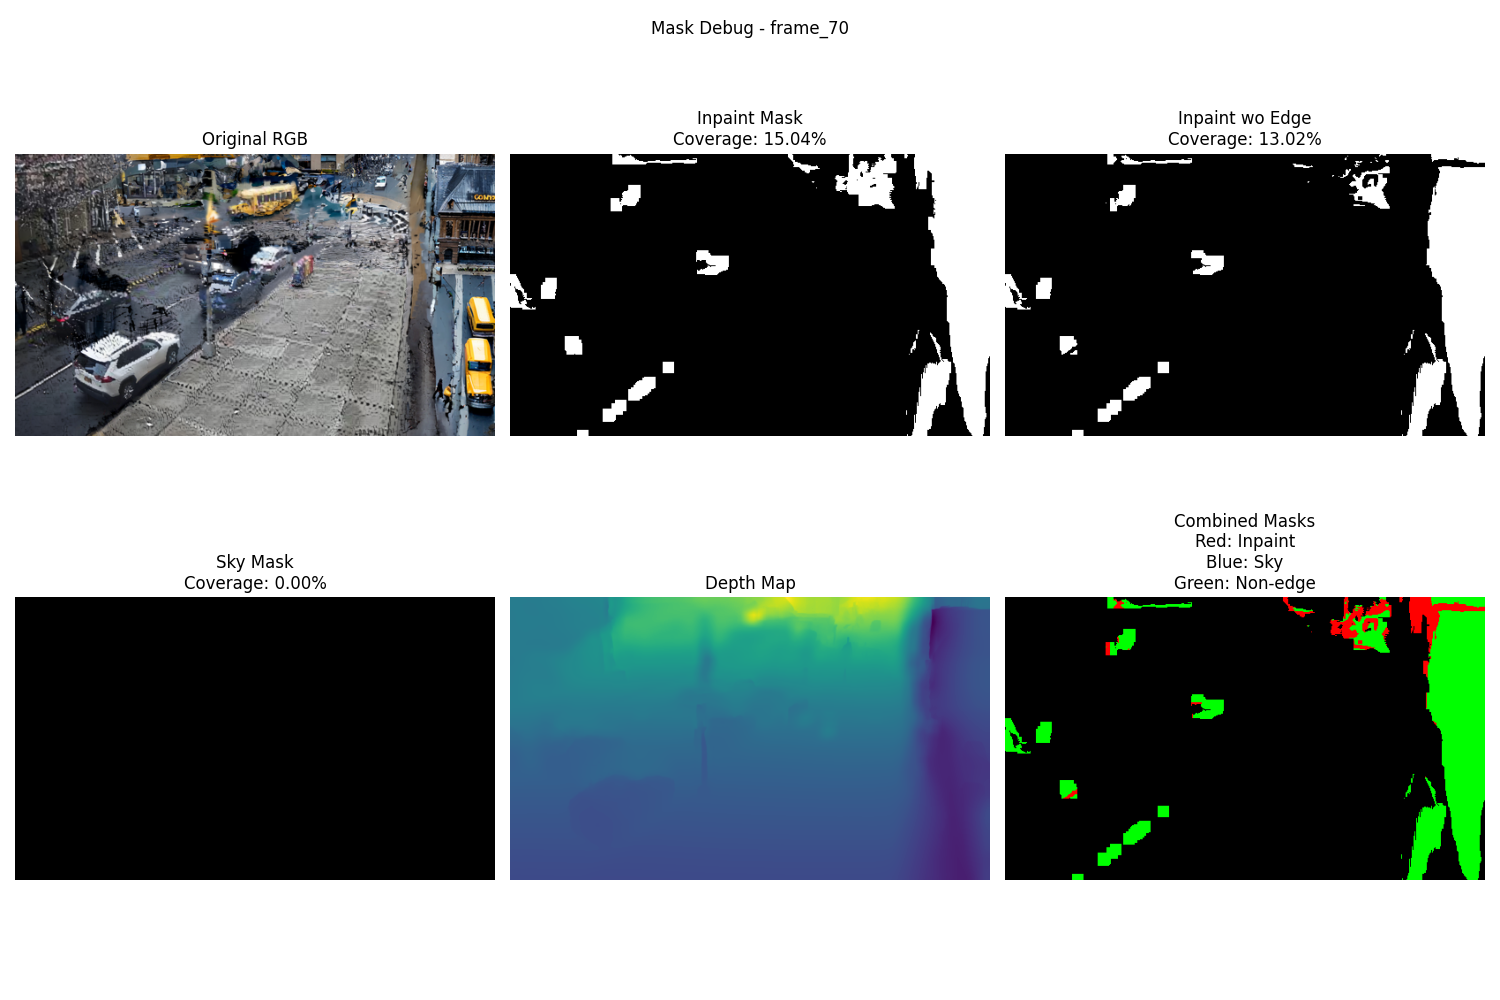 Mask Debug - frame_70
Original RGB
Inpaint Mask
Coverage: 15.04%
Inpaint wo Edge
Coverage: 13.02%
Sky Mask
Coverage: 0.00%
Depth Map
Combined Masks
Red: Inpaint
Blue: Sky
Green: Non-edge